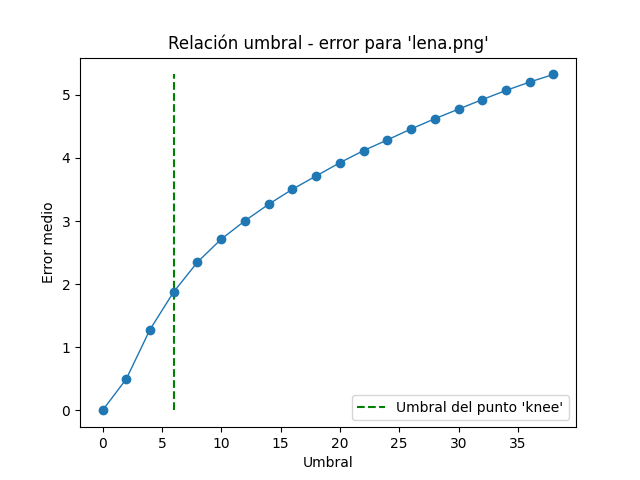 Relación umbral - error para 'lena.png'
Error medio
5
4
3
2
1
0
Umbral del punto 'knee'
0 5 10 15 20 25 30 35
Umbral